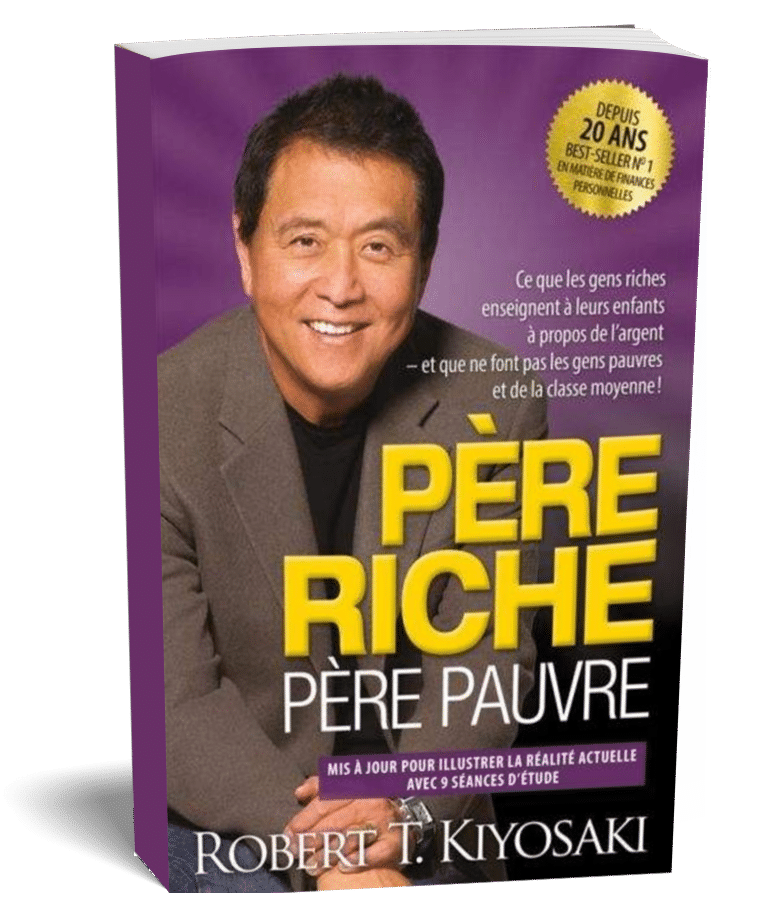 DEPUIS
20 ANS
BEST-SELLER Nº 1
EN MATIÈRE DE FINANCES
PERSONNELLES
Ce que les gens riches
enseignent à leurs enfants
à propos de l'argent
– et que ne font pas les gens pauvres
et de la classe moyenne!
PÈRE
RICHE
PÈRE PAUVRE
MIS À JOUR POUR ILLUSTRER LA RÉALITÉ ACTUELLE
AVEC 9 SÉANCES D'ÉTUDE
ROBERT T. KIYOSAKI